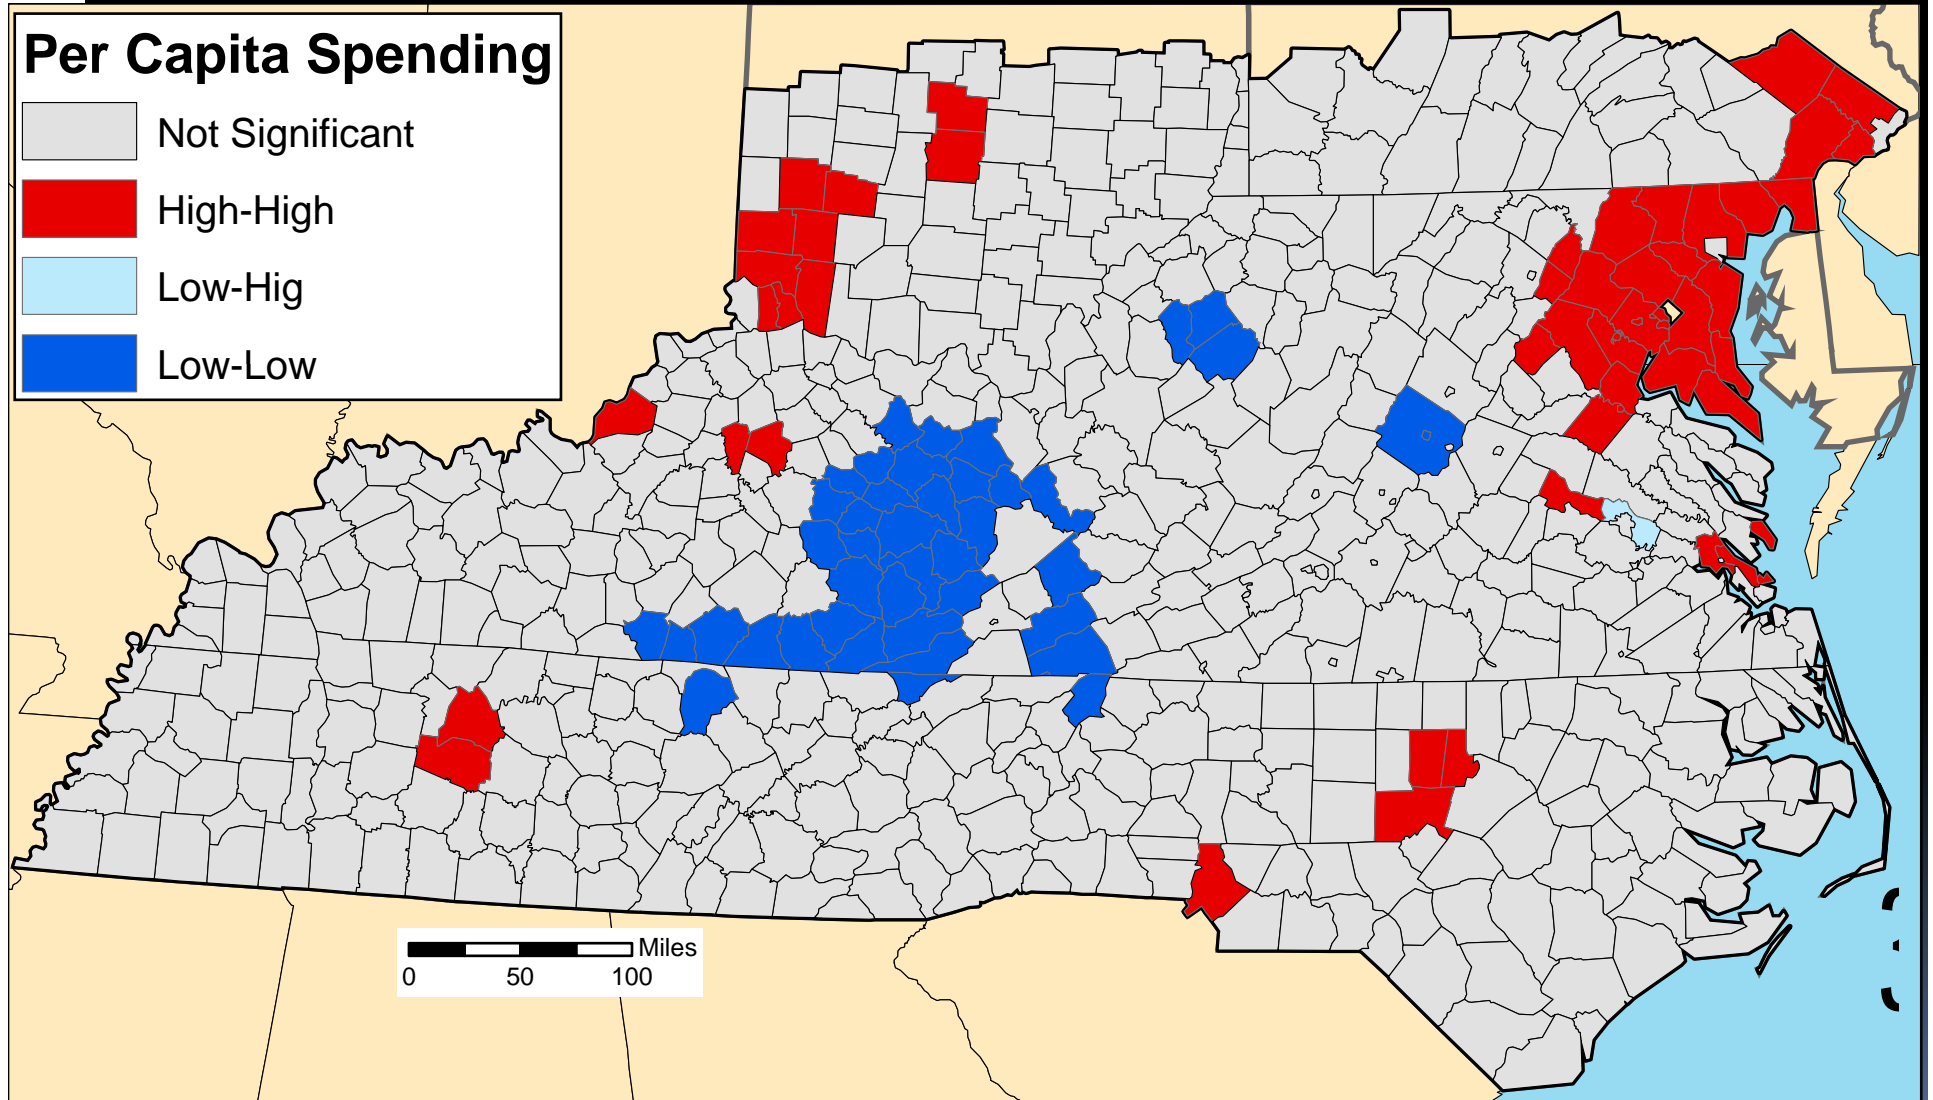 Per Capita Spending
Not Significant
High-High
Low-Hig
Low-Low
Miles
0 50 100